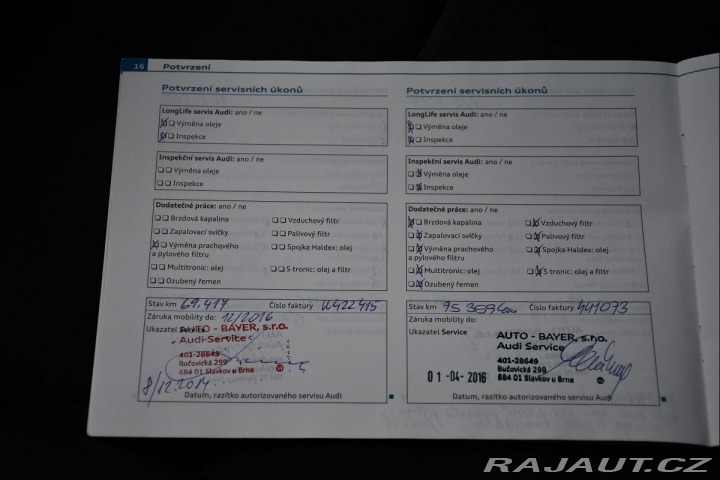 16 Potvrzení
Potvrzení servisních úkonů
LongLife servis Audi: ano / ne
Výměna oleje
Inspekce
Inspekční servis Audi: ano / ne
Výměna oleje
Inspekce
Dodatečné práce: ano / ne
Brzdová kapalina
Vzduchový filtr
Zapalovací svíčky
Palivový filtr
Výměna prachového
a pylového filtru
Spojka Haldex: olej
Multitronic: olej
S tronic: olej a filtr
Ozubený řemen
Stav km 69.417 Číslo faktury 1422415
Záruka mobility do: 12/2016
Ukazatel Service
AUTO - BAYER, s.r.o.
Audi Service
401-28649
Bučovická 299
684 01 Slavkov u Brna
8/12.2014
Datum, razítko autorizovaného servisu Audi
Potvrzení servisních úkonů
LongLife servis Audi: ano / ne
Výměna oleje
Inspekce
Inspekční servis Audi: ano / ne
Výměna oleje
Inspekce
Dodatečné práce: ano / ne
Brzdová kapalina
Vzduchový filtr
Zapalovací svíčky
Palivový filtr
Výměna prachového
a pylového filtru
Spojka Haldex: olej
Multitronic: olej
S tronic: olej a filtr
Ozubený řemen
Stav km 95 369 km Číslo faktury 441073
Záruka mobility do:
Ukazatel Service
AUTO - BAYER, s.r.o.
Audi Service
401-28649
Bučovická 299
684 01 Slavkov u Brna
01 -04- 2016
Datum, razítko autorizovaného servisu Audi
RAJAUT.CZ